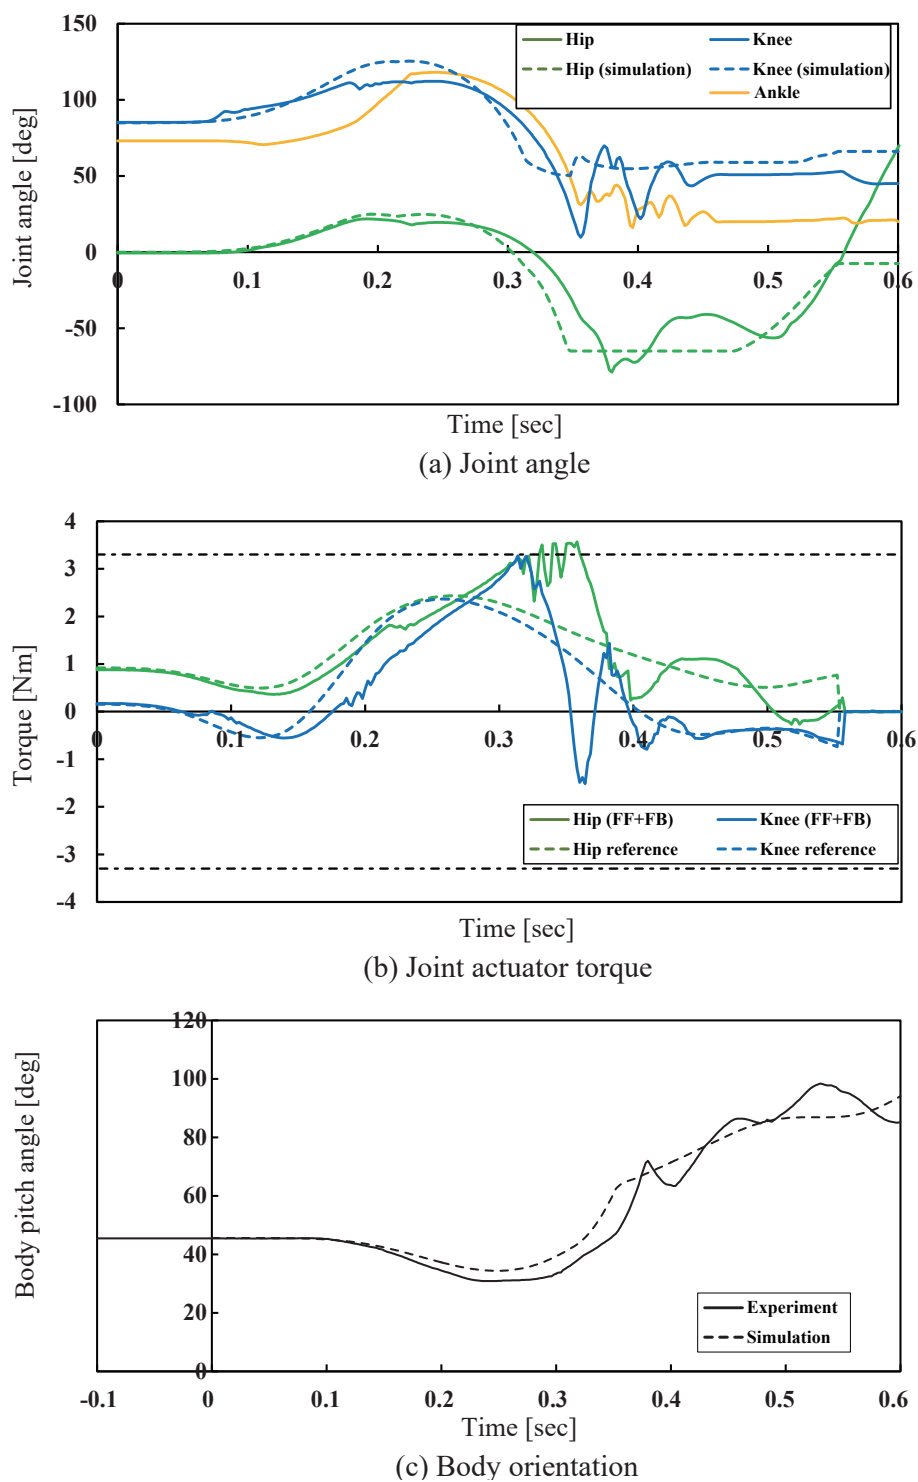 150
Hip
Knee
Hip (simulation)
Knee (simulation)
Ankle
100
50
0
-50
-100
0
0.1
0.2
0.3
0.4
0.5
0.6
Joint angle [deg]
Time [sec]
(a) Joint angle
4
3
2
1
0
-1
-2
-3
-4
0
0.1
0.2
0.3
0.4
0.5
0.6
Torque [Nm]
Hip (FF+FB)
Knee (FF+FB)
Hip reference
Knee reference
Time [sec]
(b) Joint actuator torque
120
100
80
60
40
20
0
Body pitch angle [deg]
Experiment
Simulation
-0.1
0
0.1
0.2
0.3
0.4
0.5
0.6
Time [sec]
(c) Body orientation